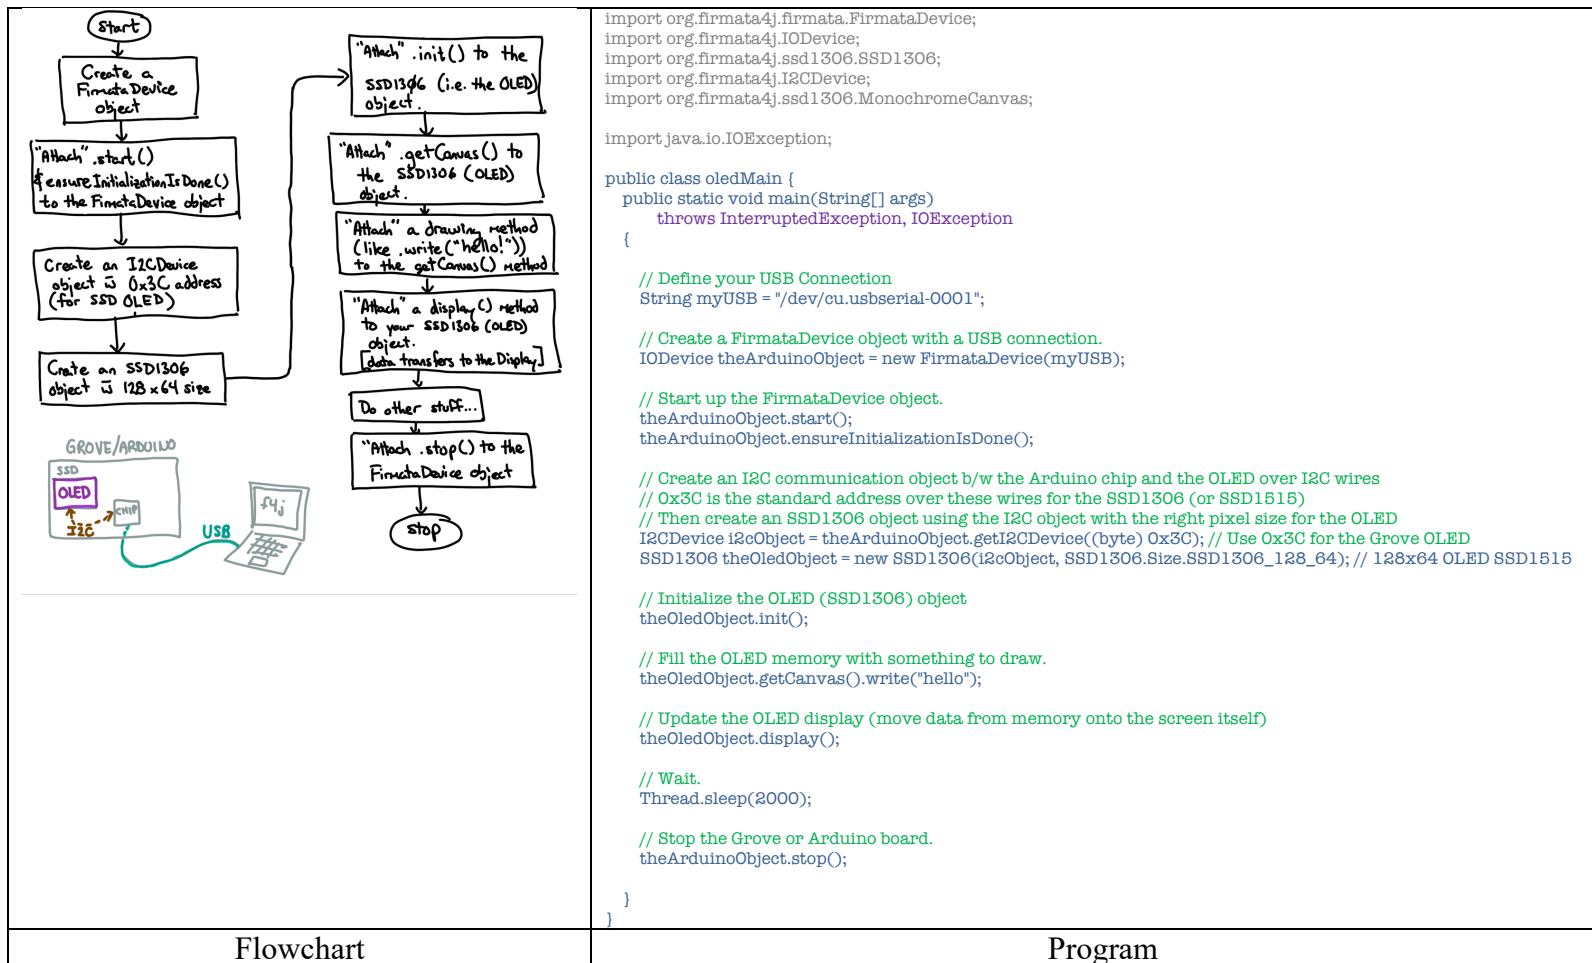 Start
Create a
FirmataDevice
object
"Attach" .start()
& ensureInitializationIsDone()
to the FirmataDevice object
Create an I2CDevice
object w̄ 0x3C address
(for SSD OLED)
Create an SSD1306
object w̄ 128x64 size
"Attach" .init() to the
SSD1306 (i.e. the OLED)
object.
"Attach" .getCanvas() to
the SSD1306 (OLED)
object.
"Attach" a drawing method
(like .write("hello!"))
to the getCanvas() method
"Attach" a display() method
to your SSD1306 (OLED)
object.
[data transfers to the Display]
Do other stuff...
"Attach .stop() to the
FirmataDevice object
stop
GROVE/ARDUINO
SSD
OLED
CHIP
I2C
USB
f4j
Flowchart
import org.firmata4j.firmata.FirmataDevice;
import org.firmata4j.IODevice;
import org.firmata4j.ssd1306.SSD1306;
import org.firmata4j.I2CDevice;
import org.firmata4j.ssd1306.MonochromeCanvas;
import java.io.IOException;
public class oledMain {
public static void main(String[] args)
throws InterruptedException, IOException
{
// Define your USB Connection
String myUSB = "/dev/cu.usbserial-0001";
// Create a FirmataDevice object with a USB connection.
IODevice theArduinoObject = new FirmataDevice(myUSB);
// Start up the FirmataDevice object.
theArduinoObject.start();
theArduinoObject.ensureInitializationIsDone();
// Create an I2C communication object b/w the Arduino chip and the OLED over I2C wires
// 0x3C is the standard address over these wires for the SSD1306 (or SSD1515)
// Then create an SSD1306 object using the I2C object with the right pixel size for the OLED
I2CDevice i2cObject = theArduinoObject.getI2CDevice((byte) 0x3C); // Use 0x3C for the Grove OLED
SSD1306 theOledObject = new SSD1306(i2cObject, SSD1306.Size.SSD1306_128_64); // 128x64 OLED SSD1515
// Initialize the OLED (SSD1306) object
theOledObject.init();
// Fill the OLED memory with something to draw.
theOledObject.getCanvas().write("hello");
// Update the OLED display (move data from memory onto the screen itself)
theOledObject.display();
// Wait.
Thread.sleep(2000);
// Stop the Grove or Arduino board.
theArduinoObject.stop();
}
}
Program